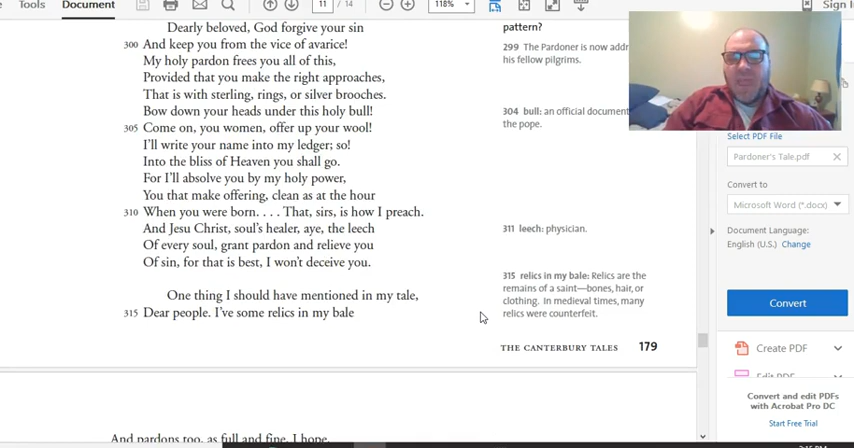 Tools Document 11 / 14 118% Sign
Dearly beloved, God forgive your sin
300 And keep you from the vice of avarice!
My holy pardon frees you all of this,
Provided that you make the right approaches,
That is with sterling, rings, or silver brooches.
Bow down your heads under this holy bull!
305 Come on, you women, offer up your wool!
I'll write your name into my ledger; so!
Into the bliss of Heaven you shall go.
For I'll absolve you by my holy power,
You that make offering, clean as at the hour
310 When you were born. . . . That, sirs, is how I preach.
And Jesu Christ, soul's healer, aye, the leech
Of every soul, grant pardon and relieve you
Of sin, for that is best, I won't deceive you.
One thing I should have mentioned in my tale,
315 Dear people. I've some relics in my bale
pattern?
299 The Pardoner is now addr
his fellow pilgrims.
304 bull: an official document
the pope.
311 leech: physician.
315 relics in my bale: Relics are the
remains of a saint—bones, hair, or
clothing. In medieval times, many
relics were counterfeit.
THE CANTERBURY TALES 179
And pardons too, as full and fine, I hope,
Select PDF File
Pardoner's Tale.pdf
Convert to
Microsoft Word (*.docx)
Document Language:
English (U.S.) Change
Convert
Create PDF
Edit PDF
Convert and edit PDFs
with Acrobat Pro DC
Start Free Trial